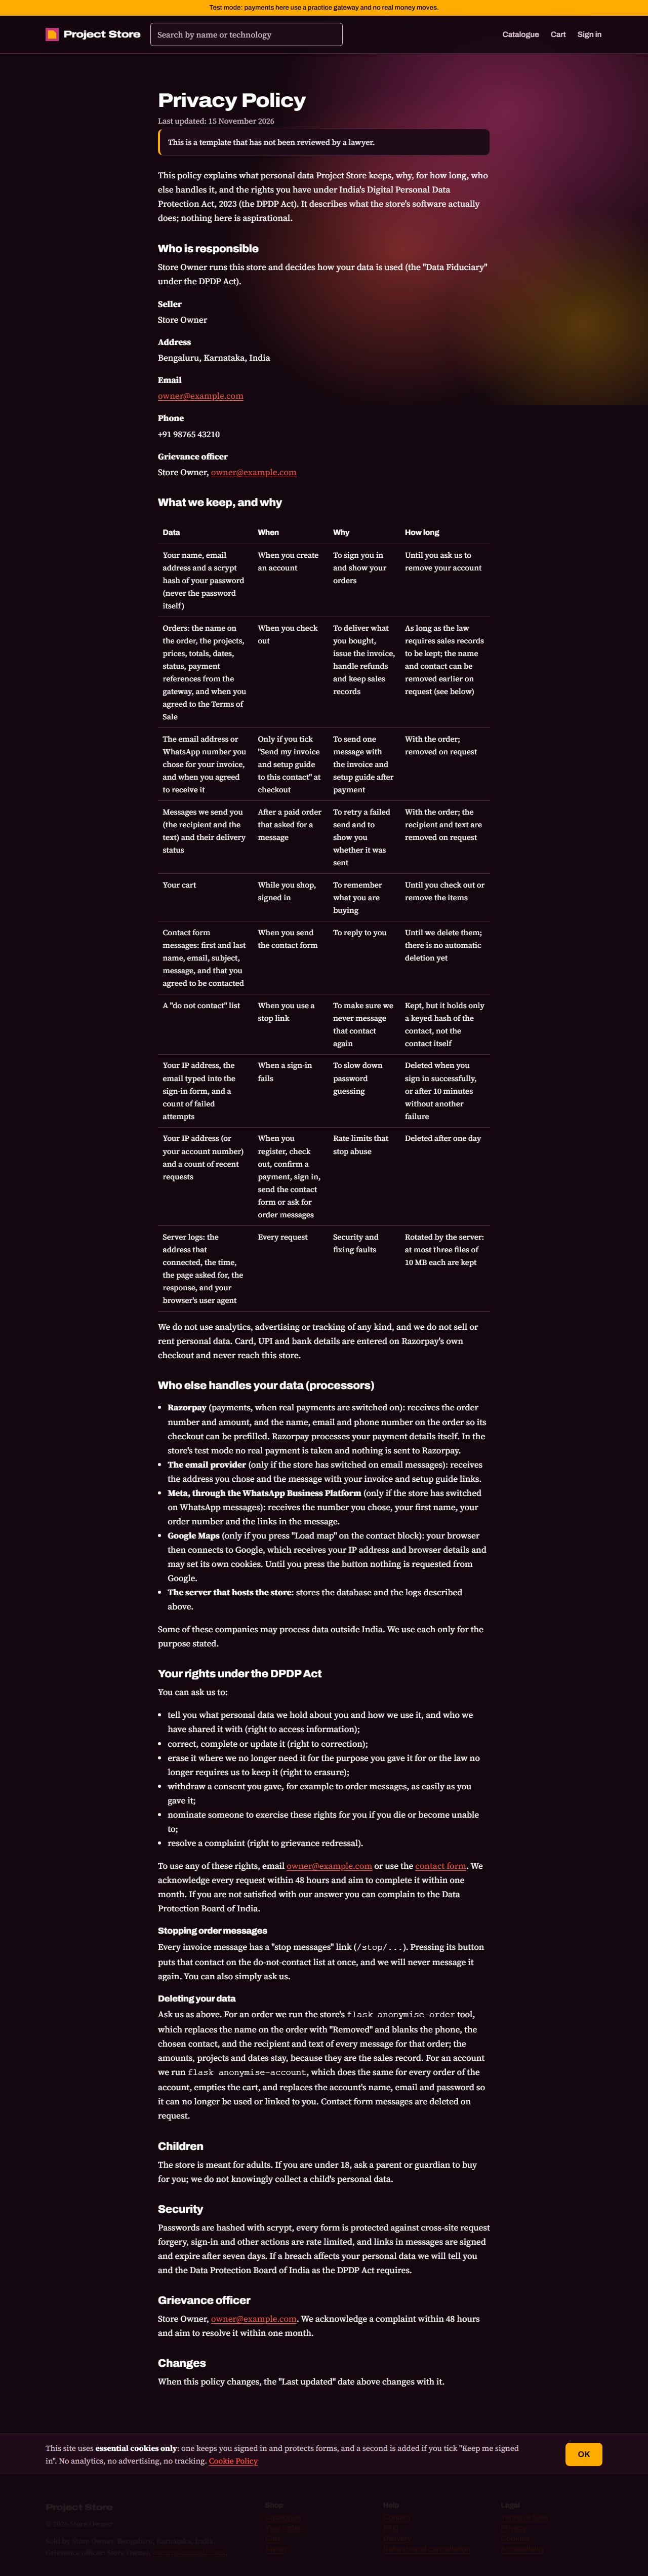 Test mode: payments here use a practice gateway and no real money moves.
Project Store
Search by name or technology
Catalogue
Cart
Sign in
Privacy Policy
Last updated: 15 November 2026
This is a template that has not been reviewed by a lawyer.
This policy explains what personal data Project Store keeps, why, for how long, who
else handles it, and the rights you have under India's Digital Personal Data
Protection Act, 2023 (the DPDP Act). It describes what the store's software actually
does; nothing here is aspirational.
Who is responsible
Store Owner runs this store and decides how your data is used (the "Data Fiduciary"
under the DPDP Act).
Seller
Store Owner
Address
Bengaluru, Karnataka, India
Email
owner@example.com
Phone
+91 98765 43210
Grievance officer
Store Owner, owner@example.com
What we keep, and why
Data
When
Why
How long
Your name, email
address and a scrypt
hash of your password
(never the password
itself)
When you create
an account
To sign you in
and show your
orders
Until you ask us to
remove your account
Orders: the name on
the order, the projects,
prices, totals, dates,
status, payment
references from the
gateway, and when you
agreed to the Terms of
Sale
When you check
out
To deliver what
you bought,
issue the invoice,
handle refunds
and keep sales
records
As long as the law
requires sales records
to be kept; the name
and contact can be
removed earlier on
request (see below)
The email address or
WhatsApp number you
chose for your invoice,
and when you agreed
to receive it
Only if you tick
"Send my invoice
and setup guide
to this contact" at
checkout
To send one
message with
the invoice and
setup guide after
payment
With the order;
removed on request
Messages we send you
(the recipient and the
text) and their delivery
status
After a paid order
that asked for a
message
To retry a failed
send and to
show you
whether it was
sent
With the order; the
recipient and text are
removed on request
Your cart
While you shop,
signed in
To remember
what you are
buying
Until you check out or
remove the items
Contact form
messages: first and last
name, email, subject,
message, and that you
agreed to be contacted
When you send
the contact form
To reply to you
Until we delete them;
there is no automatic
deletion yet
A "do not contact" list
When you use a
stop link
To make sure we
never message
that contact
again
Kept, but it holds only
a keyed hash of the
contact, not the
contact itself
Your IP address, the
email typed into the
sign-in form, and a
count of failed
attempts
When a sign-in
fails
To slow down
password
guessing
Deleted when you
sign in successfully,
or after 10 minutes
without another
failure
Your IP address (or
your account number)
and a count of recent
requests
When you
register, check
out, confirm a
payment, sign in,
send the contact
form or ask for
order messages
Rate limits that
stop abuse
Deleted after one day
Server logs: the
address that
connected, the time,
the page asked for, the
response, and your
browser's user agent
Every request
Security and
fixing faults
Rotated by the server:
at most three files of
10 MB each are kept
We do not use analytics, advertising or tracking of any kind, and we do not sell or
rent personal data. Card, UPI and bank details are entered on Razorpay's own
checkout and never reach this store.
Who else handles your data (processors)
Razorpay (payments, when real payments are switched on): receives the order
number and amount, and the name, email and phone number on the order so its
checkout can be prefilled. Razorpay processes your payment details itself. In the
store's test mode no real payment is taken and nothing is sent to Razorpay.
The email provider (only if the store has switched on email messages): receives
the address you chose and the message with your invoice and setup guide links.
Meta, through the WhatsApp Business Platform (only if the store has switched
on WhatsApp messages): receives the number you chose, your first name, your
order number and the links in the message.
Google Maps (only if you press "Load map" on the contact block): your browser
then connects to Google, which receives your IP address and browser details and
may set its own cookies. Until you press the button nothing is requested from
Google.
The server that hosts the store: stores the database and the logs described
above.
Some of these companies may process data outside India. We use each only for the
purpose stated.
Your rights under the DPDP Act
You can ask us to:
tell you what personal data we hold about you and how we use it, and who we
have shared it with (right to access information);
correct, complete or update it (right to correction);
erase it where we no longer need it for the purpose you gave it for or the law no
longer requires us to keep it (right to erasure);
withdraw a consent you gave, for example to order messages, as easily as you
gave it;
nominate someone to exercise these rights for you if you die or become unable
to;
resolve a complaint (right to grievance redressal).
To use any of these rights, email owner@example.com or use the contact form. We
acknowledge every request within 48 hours and aim to complete it within one
month. If you are not satisfied with our answer you can complain to the Data
Protection Board of India.
Stopping order messages
Every invoice message has a "stop messages" link (/stop/...). Pressing its button
puts that contact on the do-not-contact list at once, and we will never message it
again. You can also simply ask us.
Deleting your data
Ask us as above. For an order we run the store's flask anonymise-order tool,
which replaces the name on the order with "Removed" and blanks the phone, the
chosen contact, and the recipient and text of every message for that order; the
amounts, projects and dates stay, because they are the sales record. For an account
we run flask anonymise-account, which does the same for every order of the
account, empties the cart, and replaces the account's name, email and password so
it can no longer be used or linked to you. Contact form messages are deleted on
request.
Children
The store is meant for adults. If you are under 18, ask a parent or guardian to buy
for you; we do not knowingly collect a child's personal data.
Security
Passwords are hashed with scrypt, every form is protected against cross-site request
forgery, sign-in and other actions are rate limited, and links in messages are signed
and expire after seven days. If a breach affects your personal data we will tell you
and the Data Protection Board of India as the DPDP Act requires.
Grievance officer
Store Owner, owner@example.com. We acknowledge a complaint within 48 hours
and aim to resolve it within one month.
Changes
When this policy changes, the "Last updated" date above changes with it.
This site uses essential cookies only: one keeps you signed in and protects forms, and a second is added if you tick "Keep me signed
in". No analytics, no advertising, no tracking. Cookie Policy
OK
Project Store
Shop
Help
Legal